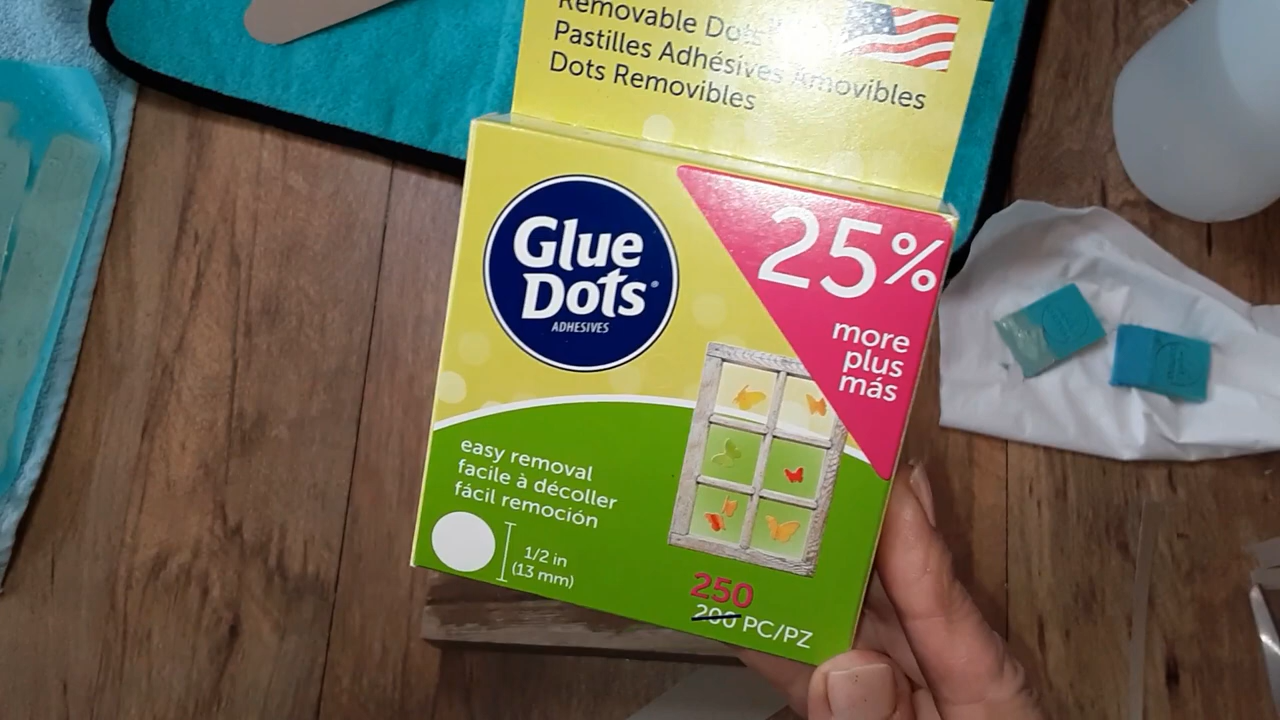 Removable Dots
Pastilles Adhésives Amovibles
Dots Removibles
Glue
Dots®
ADHESIVES
25%
more
plus
más
easy removal
facile à décoller
fácil remoción
1/2 in
(13 mm)
250
200 PC/PZ